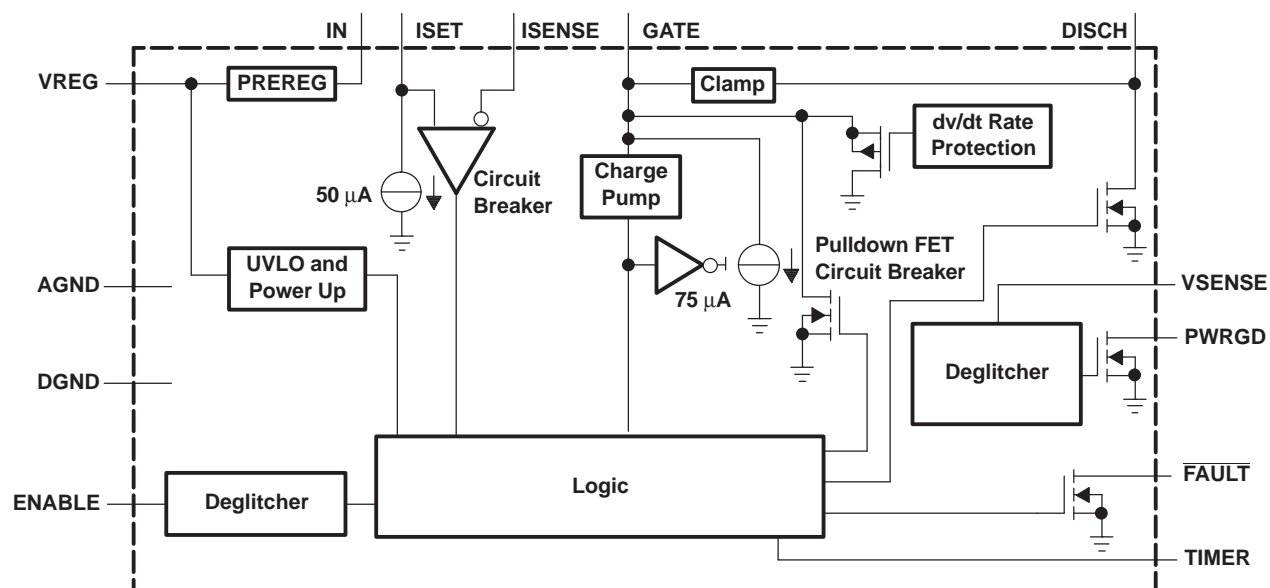 IN
ISET
ISENSE
GATE
DISCH
VREG
PREREG
Clamp
dv/dt Rate
Protection
Circuit
Breaker
50 μA
Charge
Pump
Pulldown FET
Circuit Breaker
75 μA
UVLO and
Power Up
AGND
VSENSE
PWRGD
DGND
Deglitcher
Logic
FAULT
ENABLE
Deglitcher
TIMER